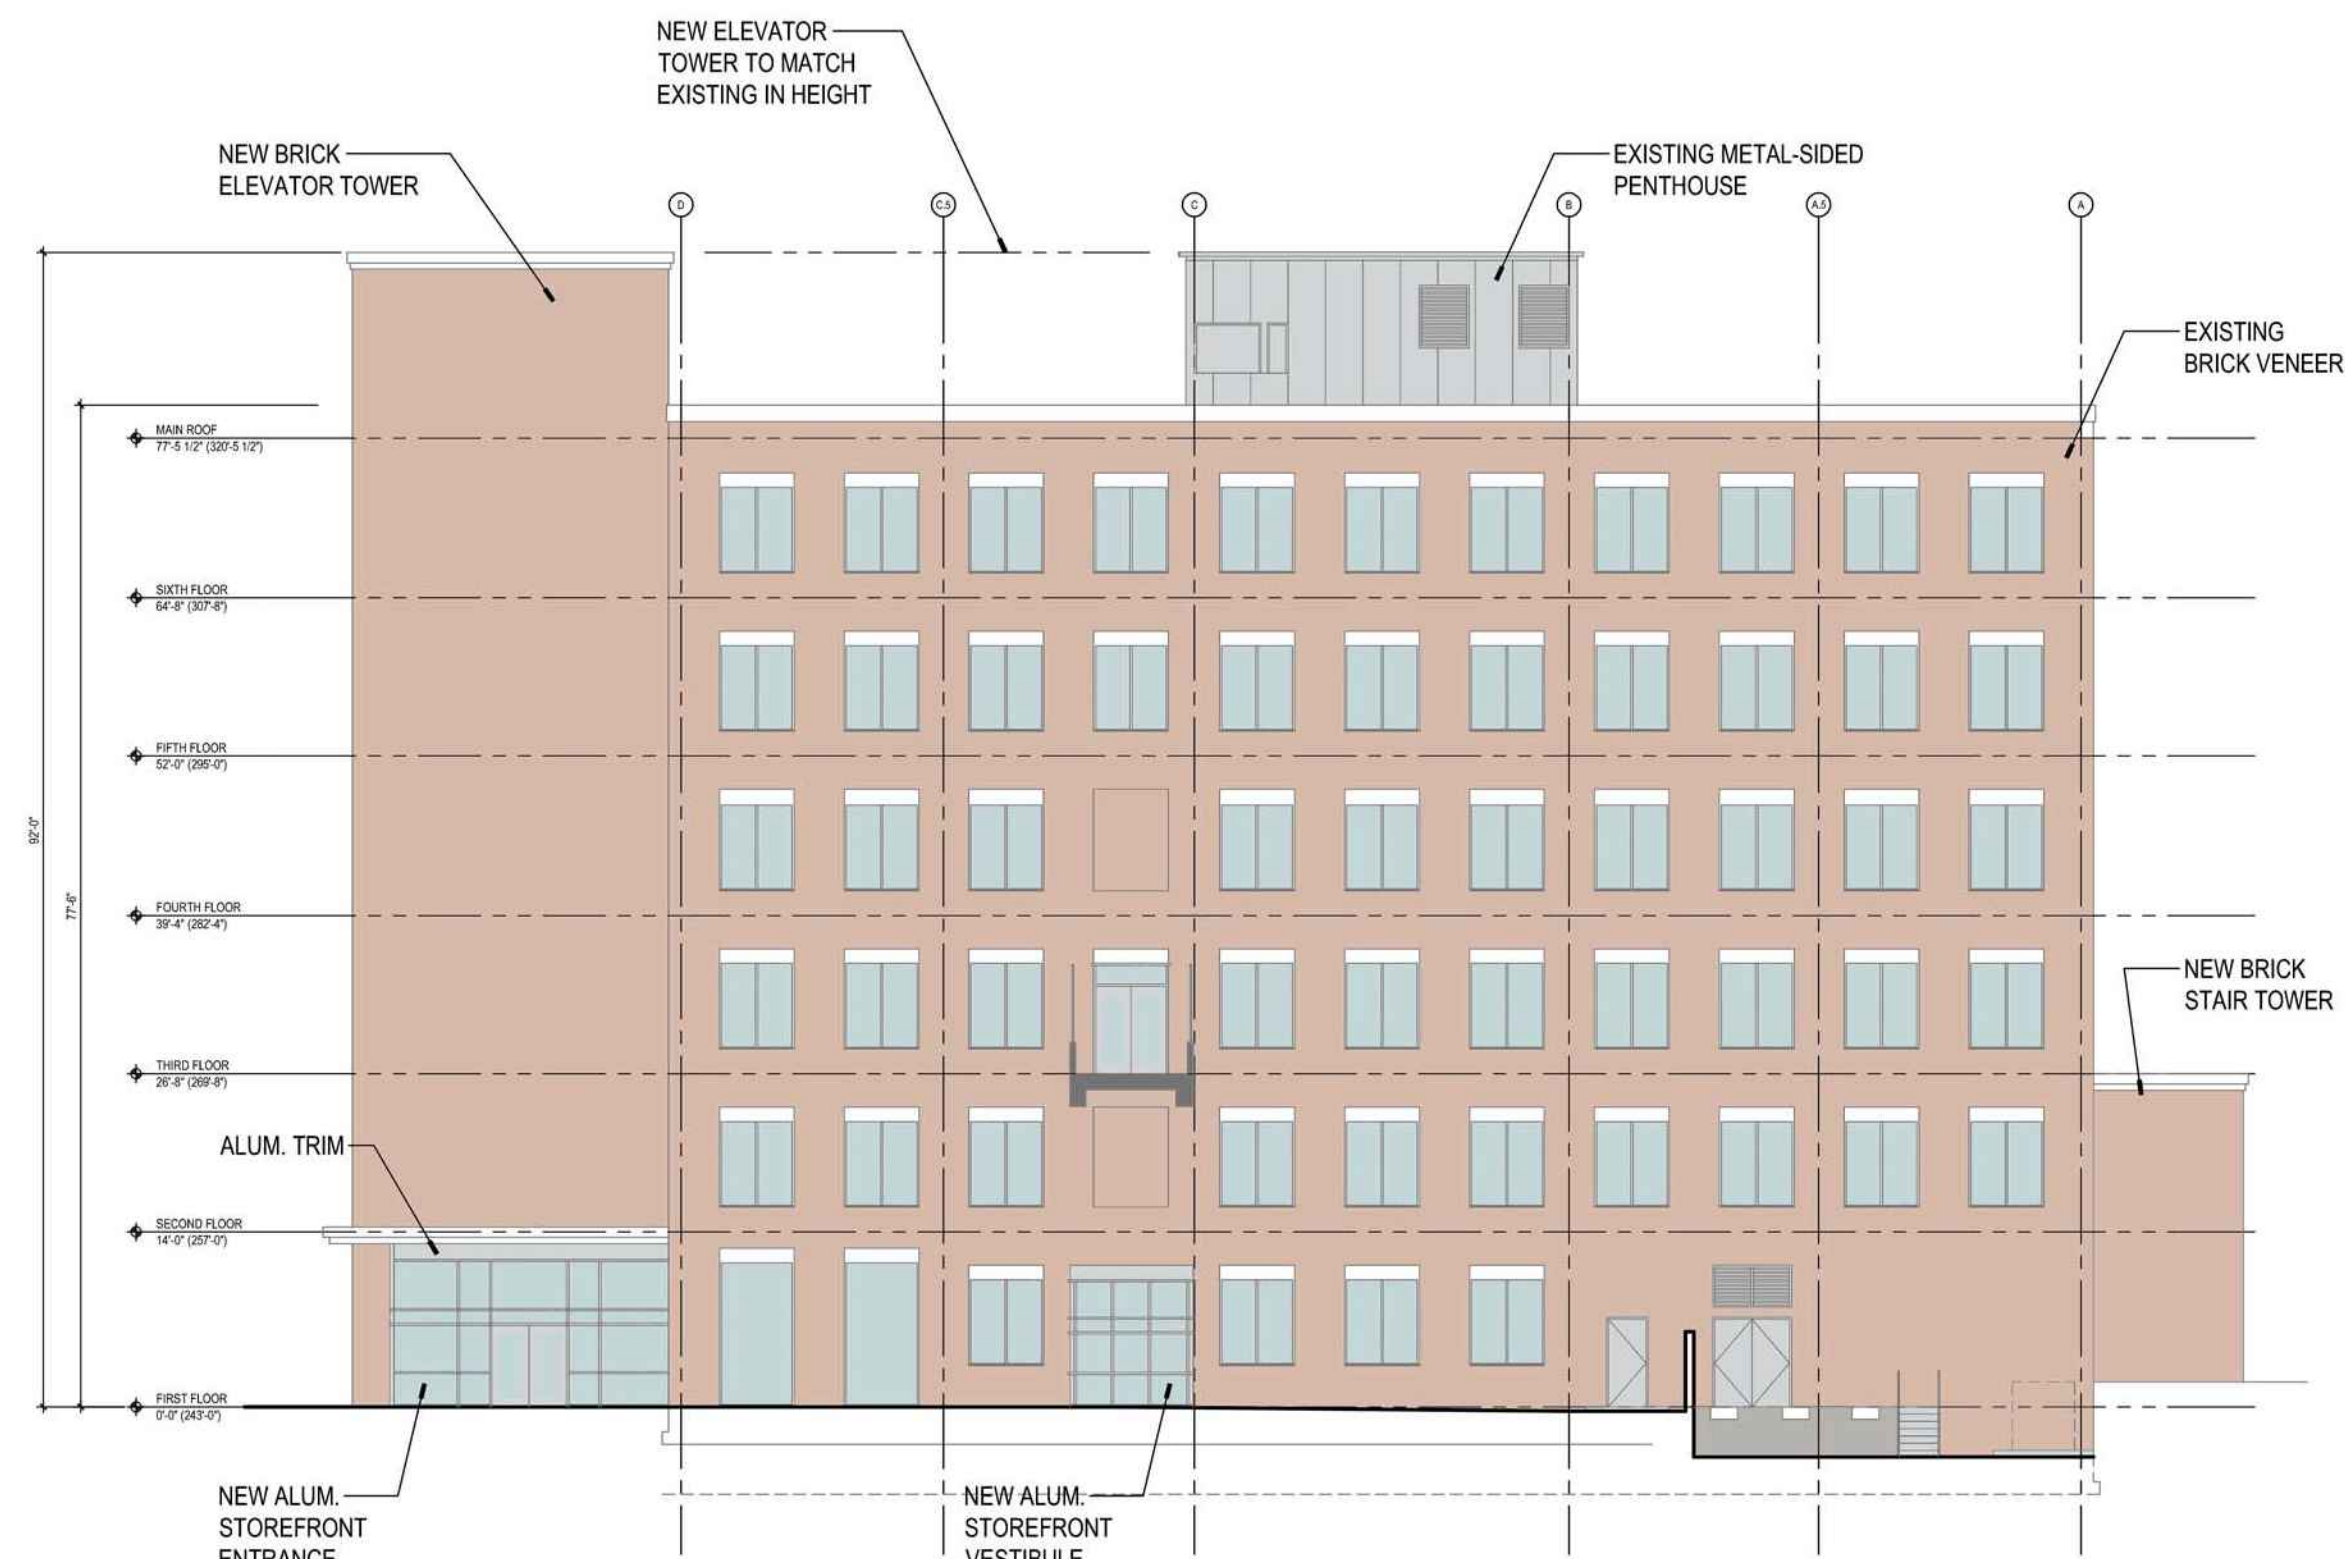 NEW ELEVATOR
TOWER TO MATCH
EXISTING IN HEIGHT
NEW BRICK
ELEVATOR TOWER
EXISTING METAL-SIDED
PENTHOUSE
D
C.5
C
B
A.5
A
EXISTING
BRICK VENEER
MAIN ROOF
77'-5 1/2" (320'-5 1/2")
SIXTH FLOOR
64'-8" (307'-8")
FIFTH FLOOR
52'-0" (295'-0")
92'-0"
77'-6"
FOURTH FLOOR
39'-4" (282'-4")
NEW BRICK
STAIR TOWER
THIRD FLOOR
26'-8" (269'-8")
ALUM. TRIM
SECOND FLOOR
14'-0" (257'-0")
FIRST FLOOR
0'-0" (243'-0")
NEW ALUM.
STOREFRONT
ENTRANCE
NEW ALUM.
STOREFRONT
VESTIBULE